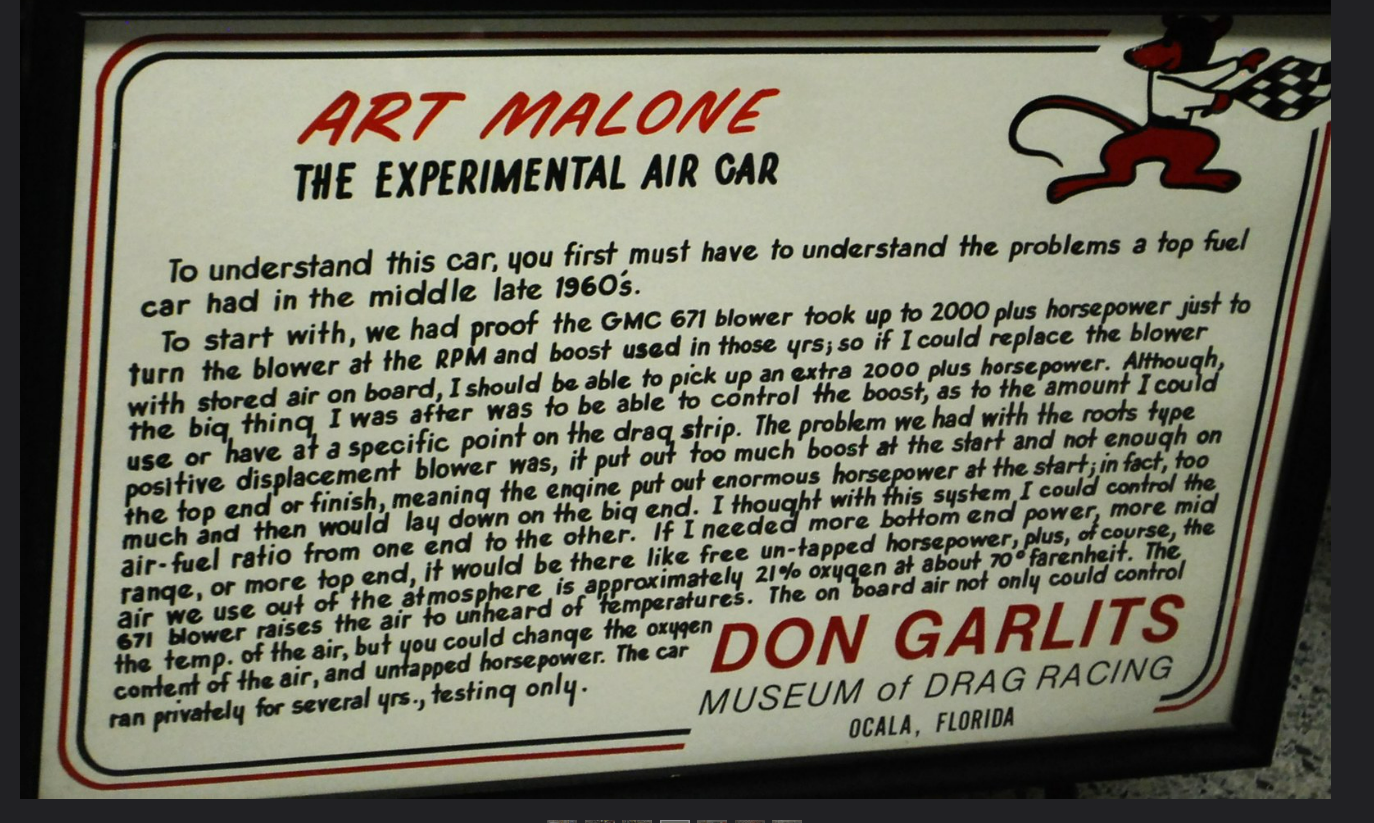 ART MALONE
THE EXPERIMENTAL AIR CAR
To understand this car, you first must have to understand the problems a top fuel
car had in the middle late 1960's.
To start with, we had proof the GMC 671 blower took up to 2000 plus horsepower just to
turn the blower at the RPM and boost used in those yrs; so if I could replace the blower
with stored air on board, I should be able to pick up an extra 2000 plus horsepower. Although,
the big thing I was after was to be able to control the boost, as to the amount I could
use or have at a specific point on the drag strip. The problem we had with the roots type
positive displacement blower was, it put out too much boost at the start and not enough on
the top end or finish, meaning the engine put out enormous horsepower at the start; in fact, too
much and then would lay down on the big end. I thought with this system I could control the
air-fuel ratio from one end to the other. If I needed more bottom end power, more mid
range, or more top end, it would be there like free un-tapped horsepower, plus, of course, the
air we use out of the atmosphere is approximately 21% oxygen at about 70° farenheit. The
671 blower raises the air to unheard of temperatures. The on board air not only could control
the temp. of the air, but you could change the oxygen
content of the air, and untapped horsepower. The car
ran privately for several yrs., testing only.
DON GARLITS
MUSEUM of DRAG RACING
OCALA, FLORIDA